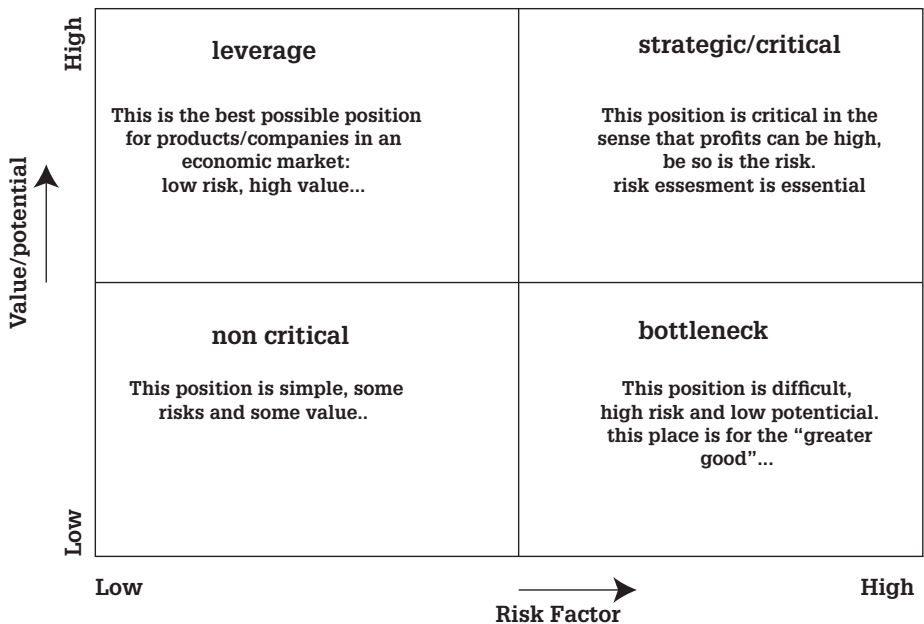 High
leverage
This is the best possible position
for products/companies in an
economic market:
low risk, high value...
strategic/critical
This position is critical in the
sense that profits can be high,
be so is the risk.
risk essesment is essential
Value/potential
non critical
This position is simple, some
risks and some value..
bottleneck
This position is difficult,
high risk and low potenticial.
this place is for the “greater
good”...
Low
Low
Risk Factor
High